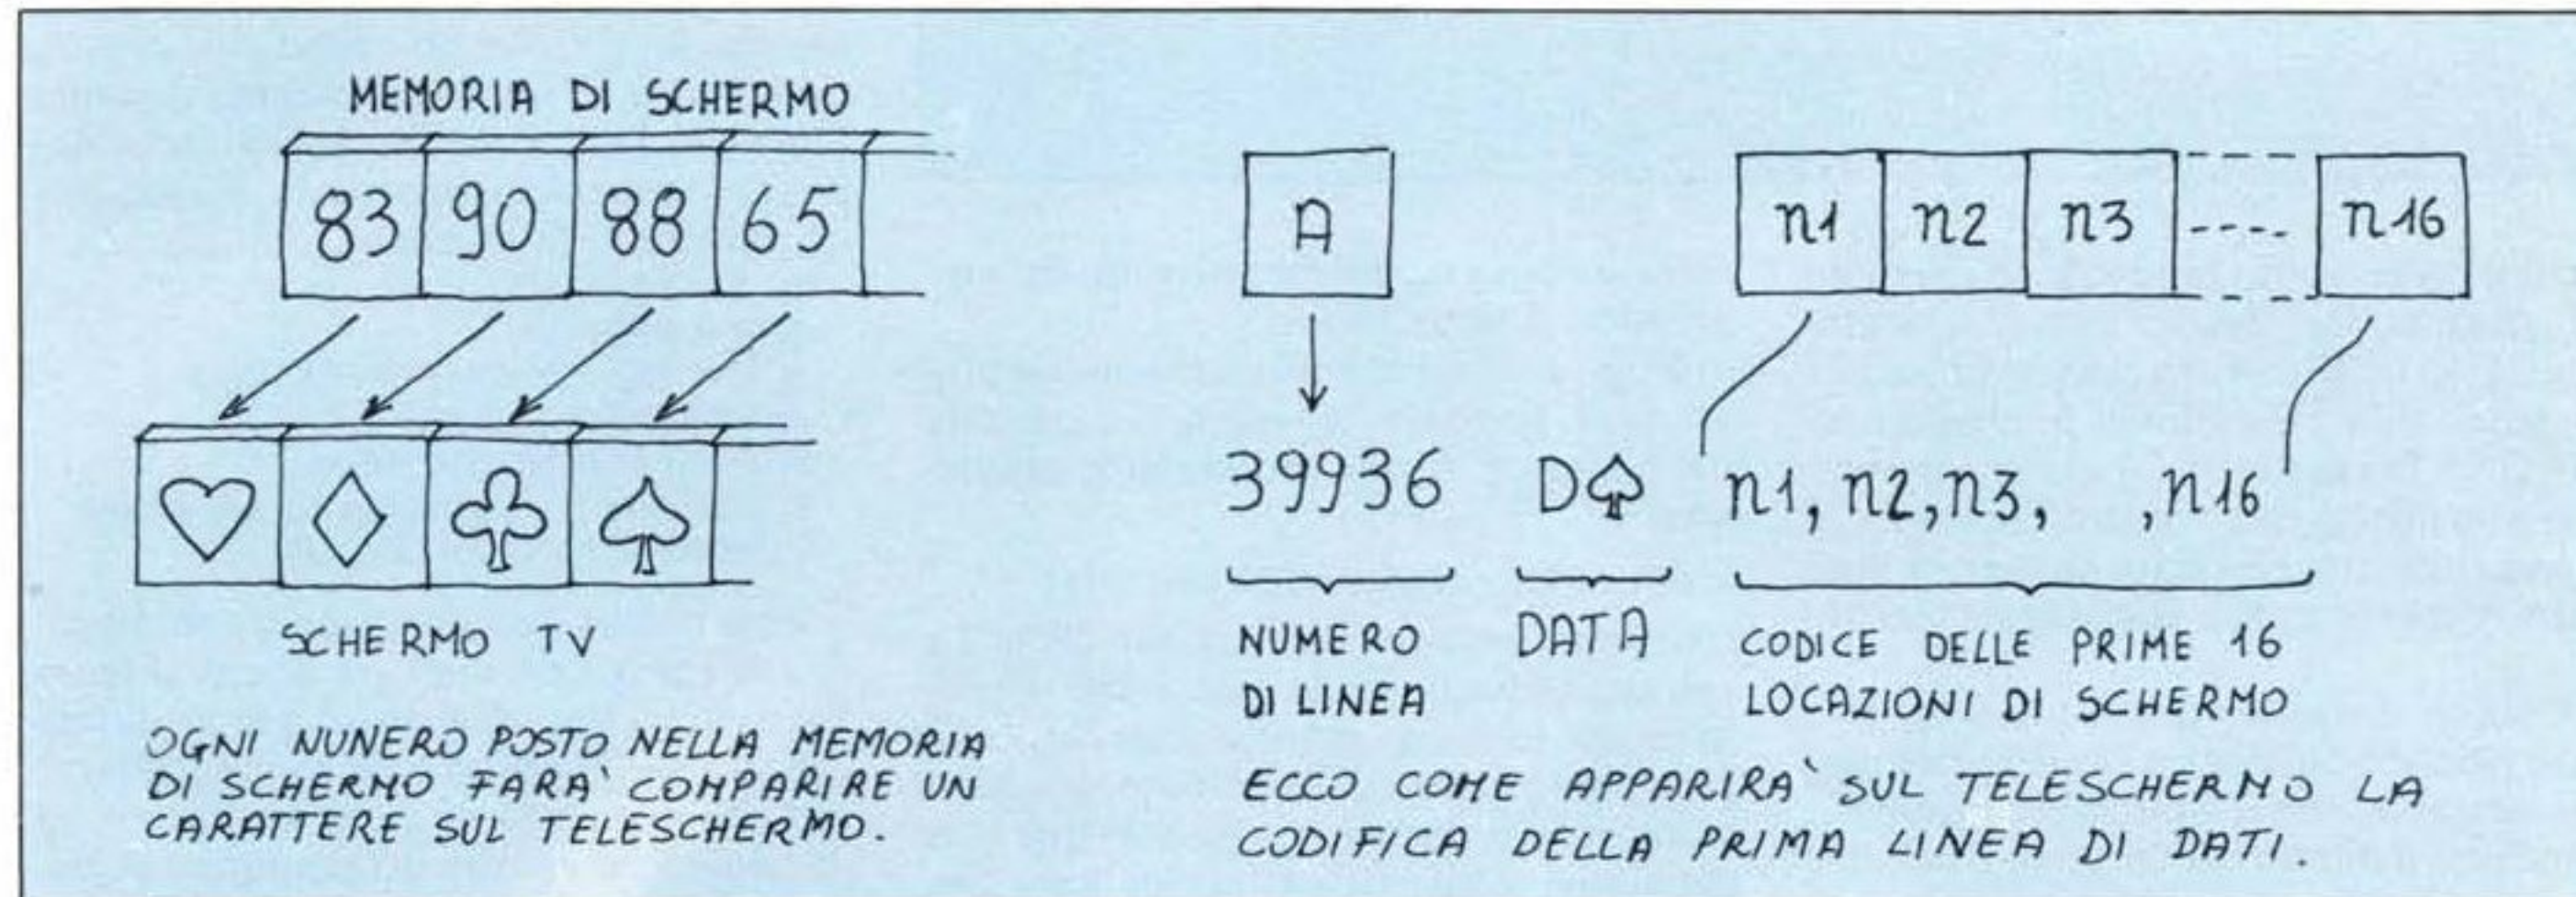 MEMORIA DI SCHERMO
83 90 88 65
♡ ♢ ♧ ♤
SCHERMO TV
OGNI NUNERO POSTO NELLA MEMORIA
DI SCHERMO FARA' COMPARIRE UN
CARATTERE SUL TELESCHERMO.
A
n1 n2 n3 ---- n16
39936 D♤ n1, n2, n3, , n16
NUMERO
DI LINEA
DATA
CODICE DELLE PRIME 16
LOCAZIONI DI SCHERMO
ECCO COME APPARIRA' SUL TELESCHERMO LA
CODIFICA DELLA PRIMA LINEA DI DATI.